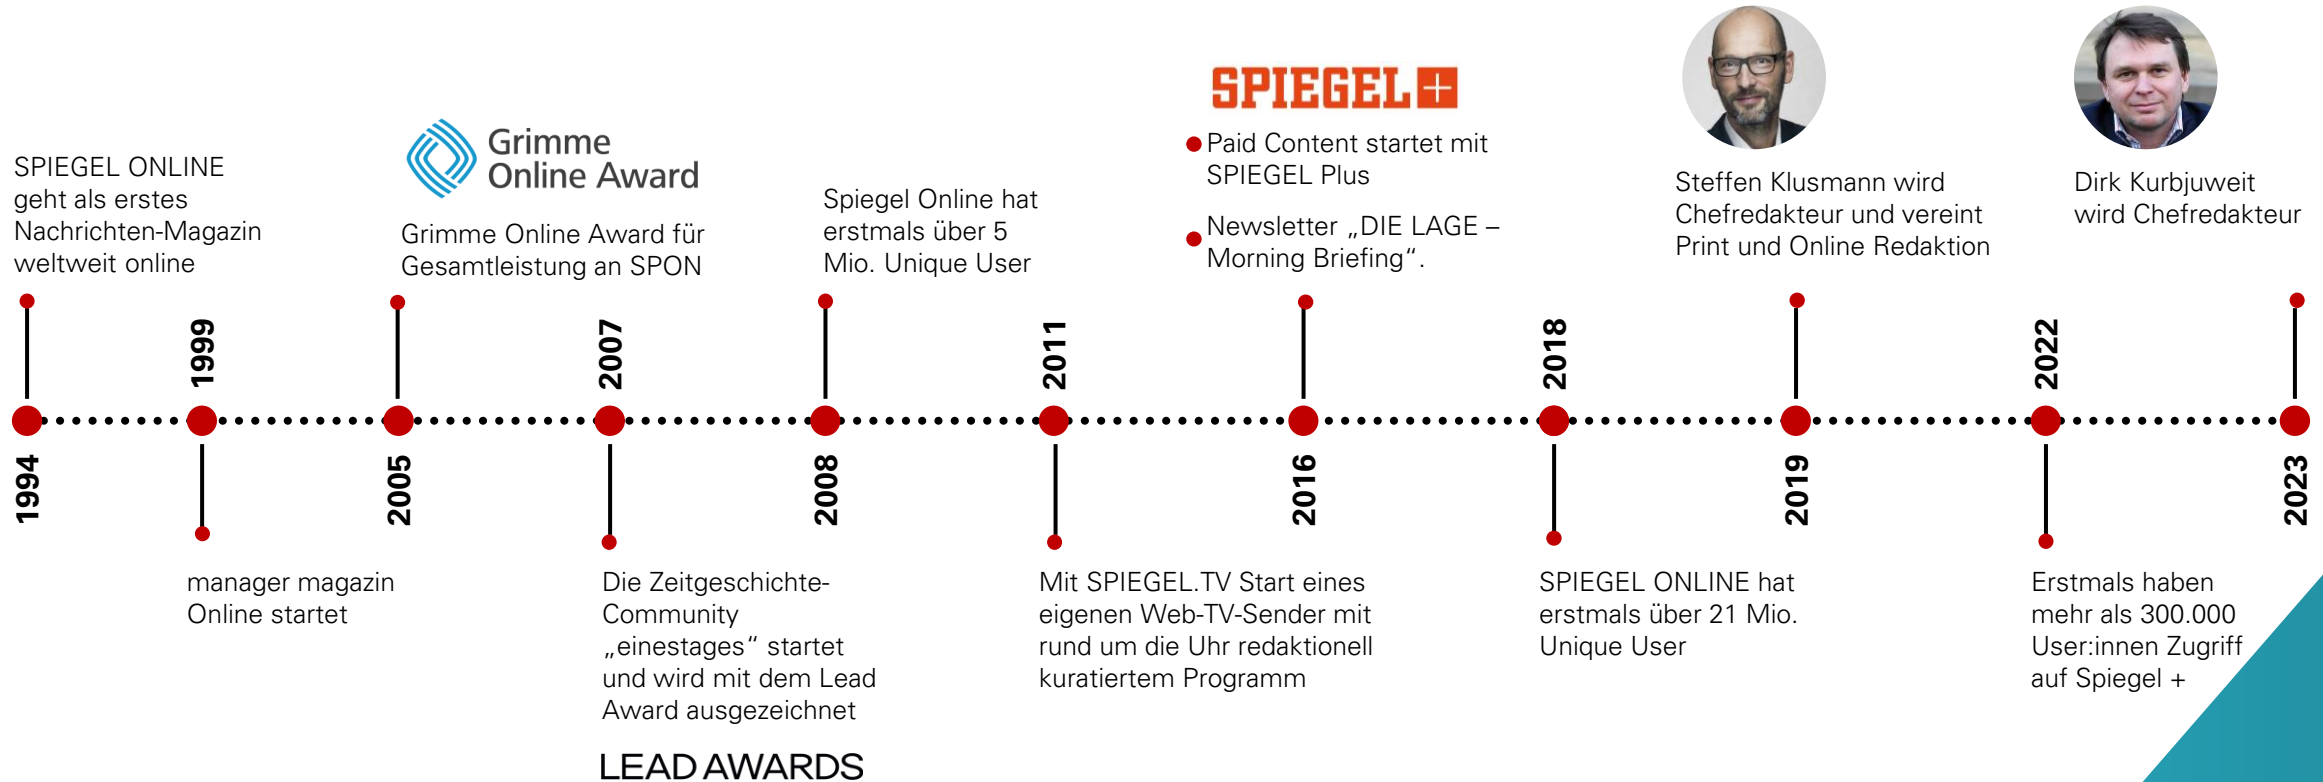 SPIEGEL ONLINE
geht als erstes
Nachrichten-Magazin
weltweit online
1994
1999
manager magazin
Online startet
Grimme
Online Award
Grimme Online Award für
Gesamtleistung an SPON
2005
2007
Die Zeitgeschichte-
Community
„einestages“ startet
und wird mit dem Lead
Award ausgezeichnet
LEAD AWARDS
Spiegel Online hat
erstmals über 5
Mio. Unique User
2008
2011
Mit SPIEGEL.TV Start eines
eigenen Web-TV-Sender mit
rund um die Uhr redaktionell
kuratiertem Programm
SPIEGEL+
Paid Content startet mit
SPIEGEL Plus
Newsletter „DIE LAGE –
Morning Briefing“.
2016
2018
SPIEGEL ONLINE hat
erstmals über 21 Mio.
Unique User
Steffen Klusmann wird
Chefredakteur und vereint
Print und Online Redaktion
2019
2022
Erstmals haben
mehr als 300.000
User:innen Zugriff
auf Spiegel +
Dirk Kurbjuweit
wird Chefredakteur
2023